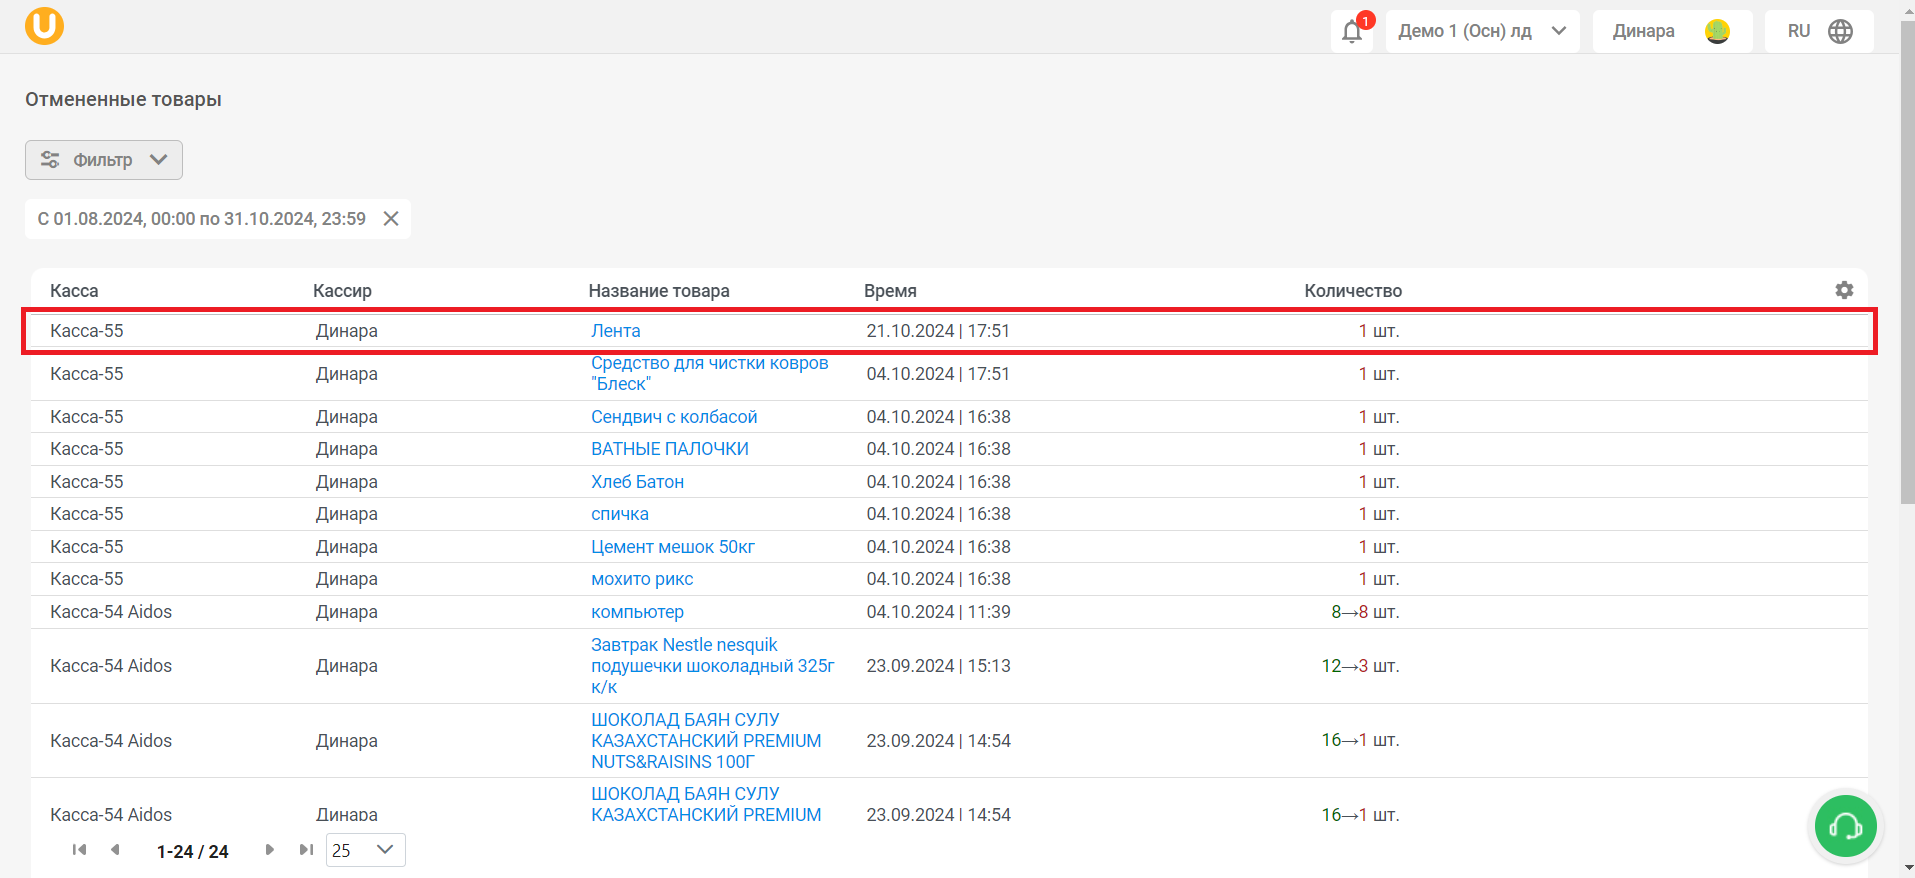 U
1
Демо 1 (Осн) лд
Динара
RU
Отмененные товары
Фильтр
С 01.08.2024, 00:00 по 31.10.2024, 23:59
Касса Кассир Название товара Время Количество
Касса-55 Динара Лента 21.10.2024 | 17:51 1 шт.
Касса-55 Динара Средство для чистки ковров "Блеск" 04.10.2024 | 17:51 1 шт.
Касса-55 Динара Сендвич с колбасой 04.10.2024 | 16:38 1 шт.
Касса-55 Динара ВАТНЫЕ ПАЛОЧКИ 04.10.2024 | 16:38 1 шт.
Касса-55 Динара Хлеб Батон 04.10.2024 | 16:38 1 шт.
Касса-55 Динара спичка 04.10.2024 | 16:38 1 шт.
Касса-55 Динара Цемент мешок 50кг 04.10.2024 | 16:38 1 шт.
Касса-55 Динара мохито рикс 04.10.2024 | 16:38 1 шт.
Касса-54 Aidos Динара компьютер 04.10.2024 | 11:39 8→8 шт.
Касса-54 Aidos Динара Завтрак Nestle nesquik подушечки шоколадный 325г к/к 23.09.2024 | 15:13 12→3 шт.
Касса-54 Aidos Динара ШОКОЛАД БАЯН СУЛУ КАЗАХСТАНСКИЙ PREMIUM NUTS&RAISINS 100Г 23.09.2024 | 14:54 16→1 шт.
Касса-54 Aidos Динара ШОКОЛАД БАЯН СУЛУ КАЗАХСТАНСКИЙ PREMIUM 23.09.2024 | 14:54 16→1 шт.
1-24 / 24
25